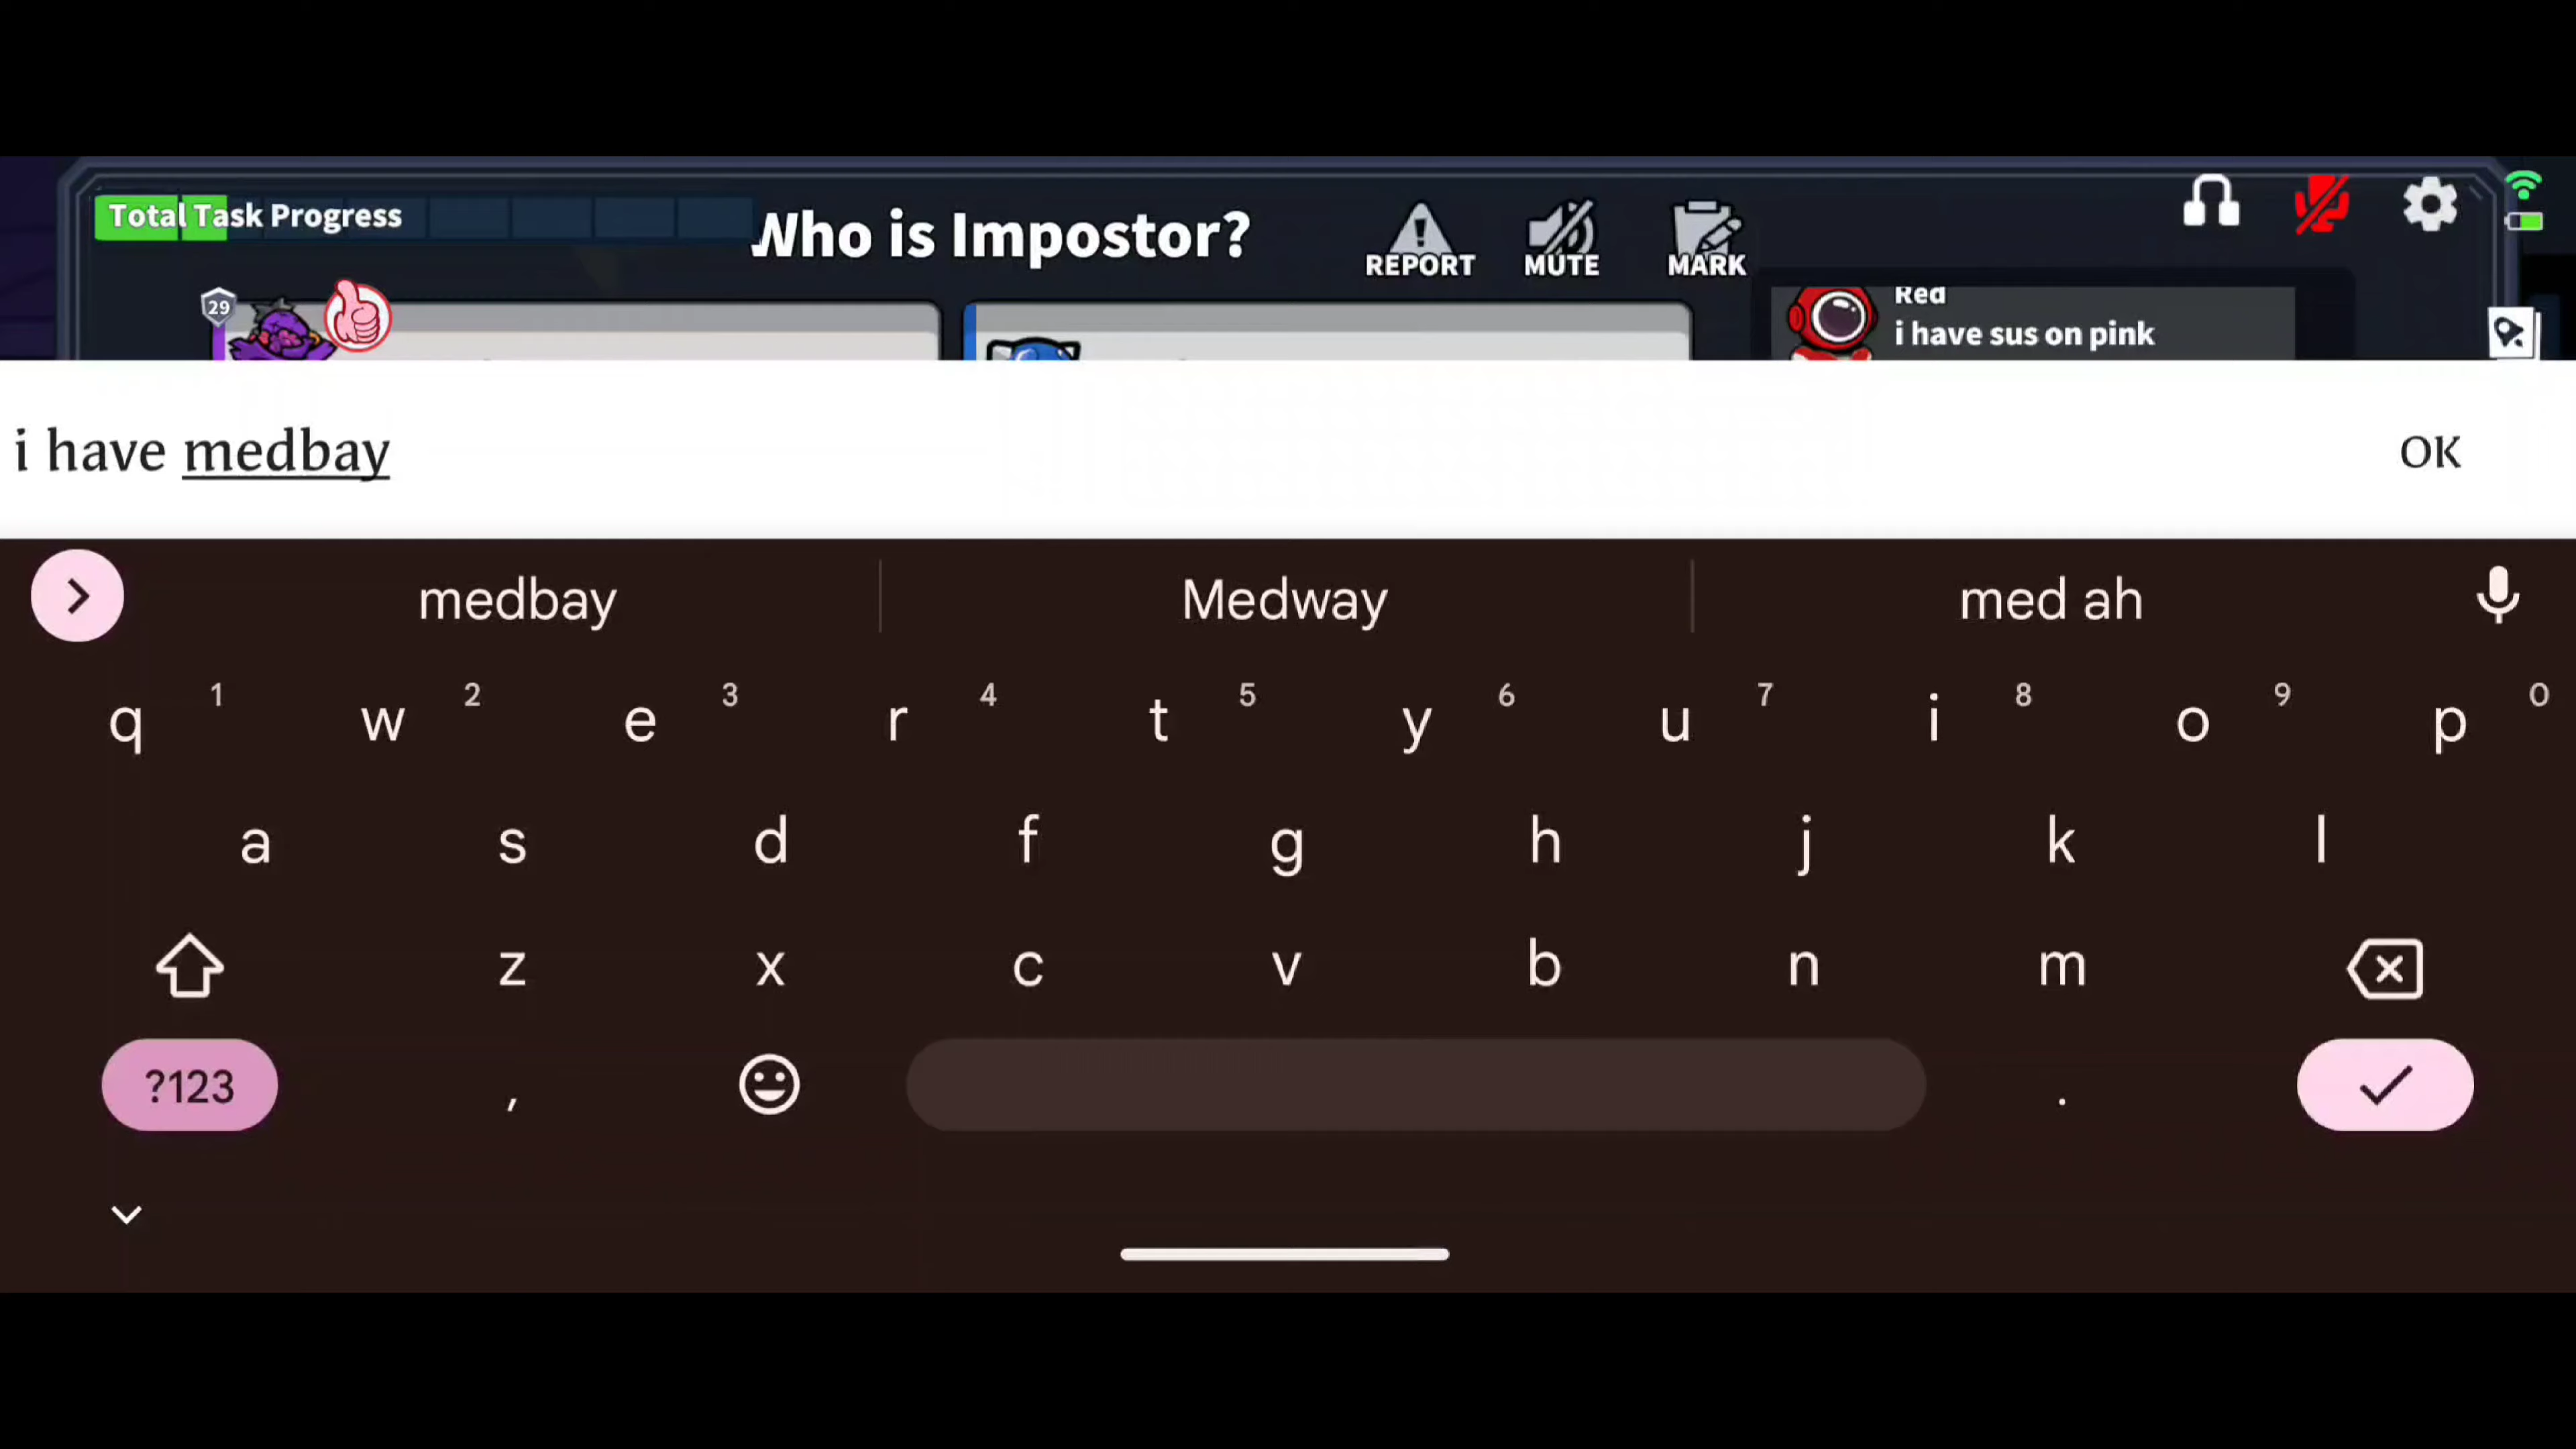 Total Task Progress
Who is Impostor?
REPORT
MUTE
MARK
29
Red
i have sus on pink
i have medbay
OK
medbay
Medway
med ah
q 1 w 2 e 3 r 4 t 5 y 6 u 7 i 8 o 9 p 0
a s d f g h j k l
z x c v b n m
?123 , .